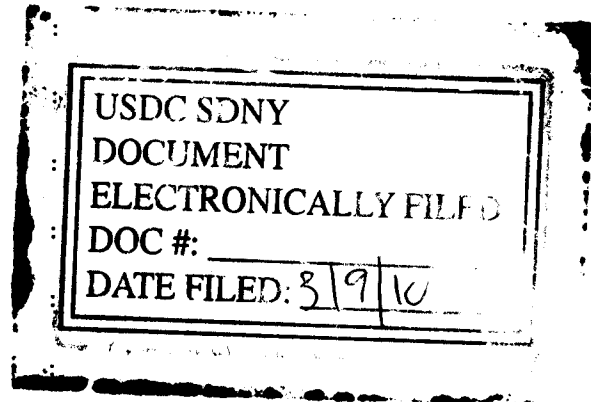 USDC SDNY
DOCUMENT
ELECTRONICALLY FILED
DOC #:
DATE FILED: 3/9/10